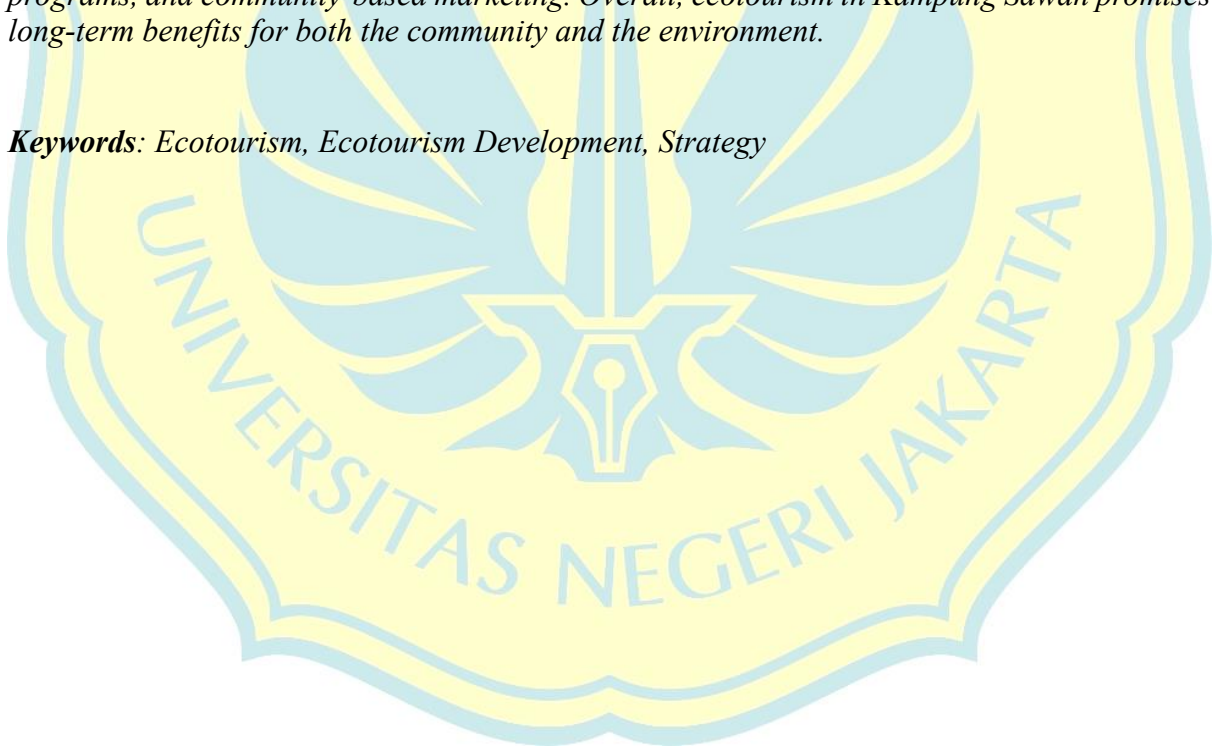 programs, and community-based marketing. Overall, ecotourism in Kampung Sawah promises
long-term benefits for both the community and the environment.
Keywords: Ecotourism, Ecotourism Development, Strategy
UNIVERSITAS NEGERI JAKARTA